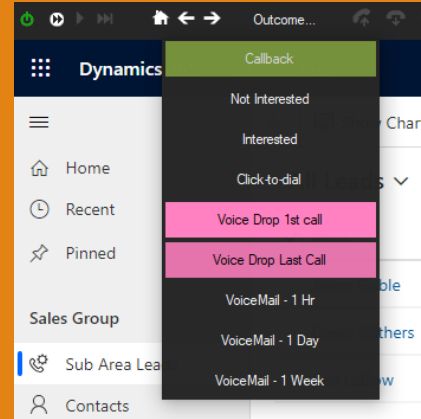 Outcome...
Dynamics
Callback
Not Interested
Char
Interested
Home
Click-to-dial
Recent
Voice Drop 1st call
Pinned
Voice Drop Last Call
VoiceMail - 1 Hr
Sales Group
VoiceMail - 1 Day
Sub Area Lea
VoiceMail - 1 Week
Contacts